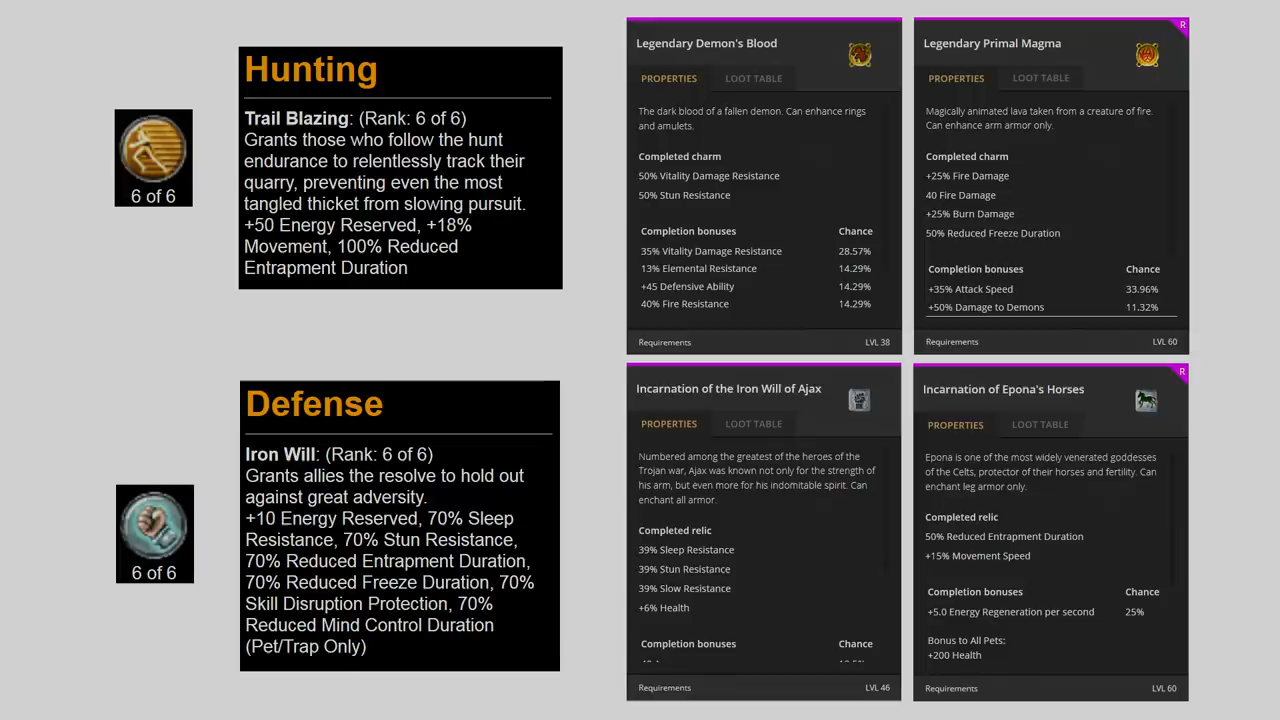 Hunting
Trail Blazing: (Rank: 6 of 6)
Grants those who follow the hunt
endurance to relentlessly track their
quarry, preventing even the most
tangled thicket from slowing pursuit.
+50 Energy Reserved, +18%
Movement, 100% Reduced
Entrapment Duration
6 of 6
Defense
Iron Will: (Rank: 6 of 6)
Grants allies the resolve to hold out
against great adversity.
+10 Energy Reserved, 70% Sleep
Resistance, 70% Stun Resistance,
70% Reduced Entrapment Duration,
70% Reduced Freeze Duration, 70%
Skill Disruption Protection, 70%
Reduced Mind Control Duration
(Pet/Trap Only)
6 of 6
Legendary Demon's Blood
PROPERTIES LOOT TABLE
The dark blood of a fallen demon. Can enhance rings
and amulets.
Completed charm
50% Vitality Damage Resistance
50% Stun Resistance
Completion bonuses Chance
35% Vitality Damage Resistance 28.57%
13% Elemental Resistance 14.29%
+45 Defensive Ability 14.29%
40% Fire Resistance 14.29%
Requirements LVL 38
R
Legendary Primal Magma
PROPERTIES LOOT TABLE
Magically animated lava taken from a creature of fire.
Can enhance arm armor only.
Completed charm
+25% Fire Damage
40 Fire Damage
+25% Burn Damage
50% Reduced Freeze Duration
Completion bonuses Chance
+35% Attack Speed 33.96%
+50% Damage to Demons 11.32%
Requirements LVL 60
Incarnation of the Iron Will of Ajax
PROPERTIES LOOT TABLE
Numbered among the greatest of the heroes of the
Trojan war, Ajax was known not only for the strength of
his arm, but even more for his indomitable spirit. Can
enchant all armor.
Completed relic
39% Sleep Resistance
39% Stun Resistance
39% Slow Resistance
+6% Health
Completion bonuses Chance
Requirements LVL 46
R
Incarnation of Epona's Horses
PROPERTIES LOOT TABLE
Epona is one of the most widely venerated goddesses
of the Celts, protector of their horses and fertility. Can
enchant leg armor only.
Completed relic
50% Reduced Entrapment Duration
+15% Movement Speed
Completion bonuses Chance
+5.0 Energy Regeneration per second 25%
Bonus to All Pets:
+200 Health
Requirements LVL 60